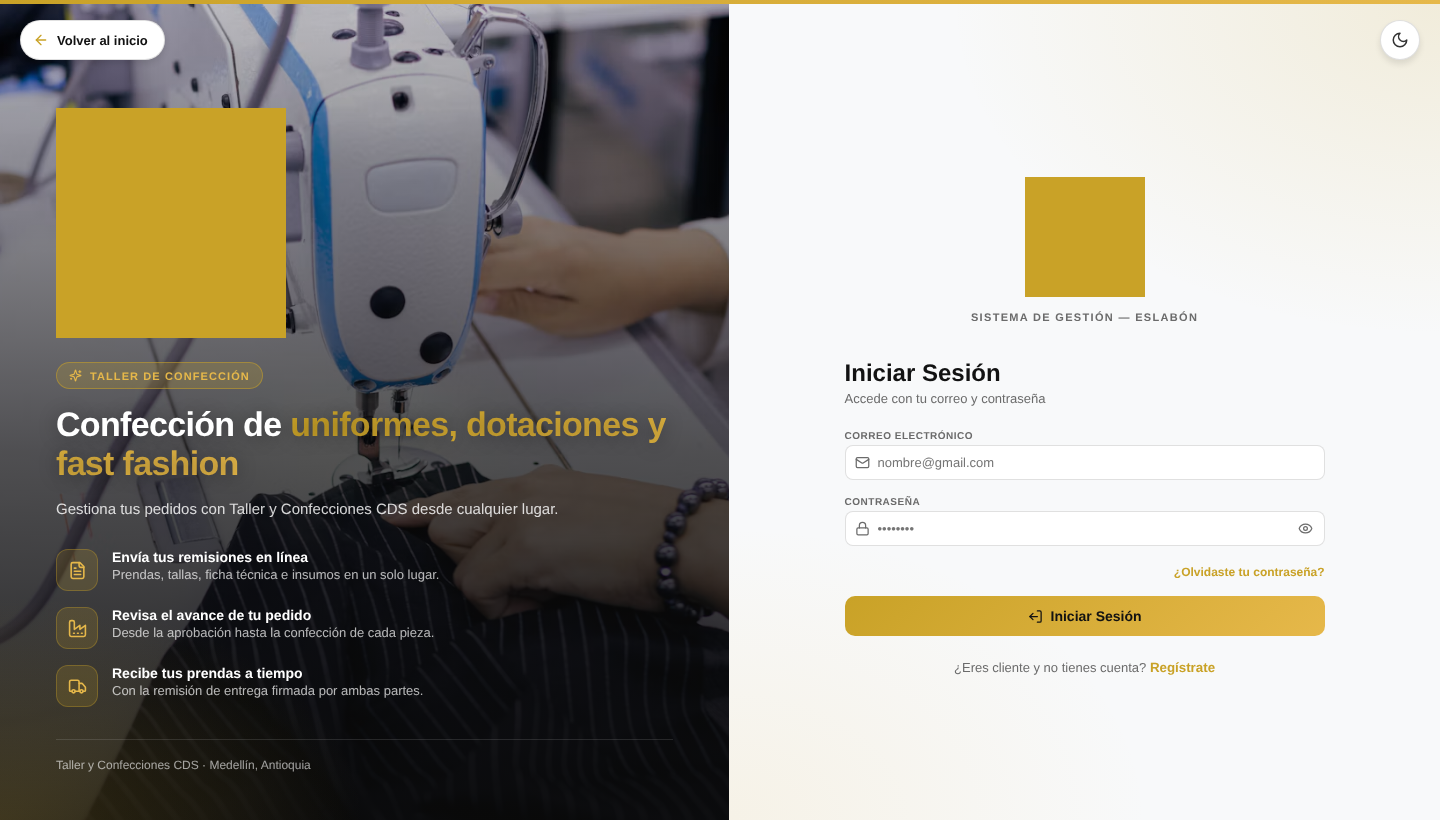 Volver al inicio
TALLER DE CONFECCIÓN
Confección de uniformes, dotaciones y
fast fashion
Gestiona tus pedidos con Taller y Confecciones CDS desde cualquier lugar.
Envía tus remisiones en línea
Prendas, tallas, ficha técnica e insumos en un solo lugar.
Revisa el avance de tu pedido
Desde la aprobación hasta la confección de cada pieza.
Recibe tus prendas a tiempo
Con la remisión de entrega firmada por ambas partes.
Taller y Confecciones CDS · Medellín, Antioquia
SISTEMA DE GESTIÓN — ESLABÓN
Iniciar Sesión
Accede con tu correo y contraseña
CORREO ELECTRÓNICO
nombre@gmail.com
CONTRASEÑA
••••••••
¿Olvidaste tu contraseña?
Iniciar Sesión
¿Eres cliente y no tienes cuenta? Regístrate